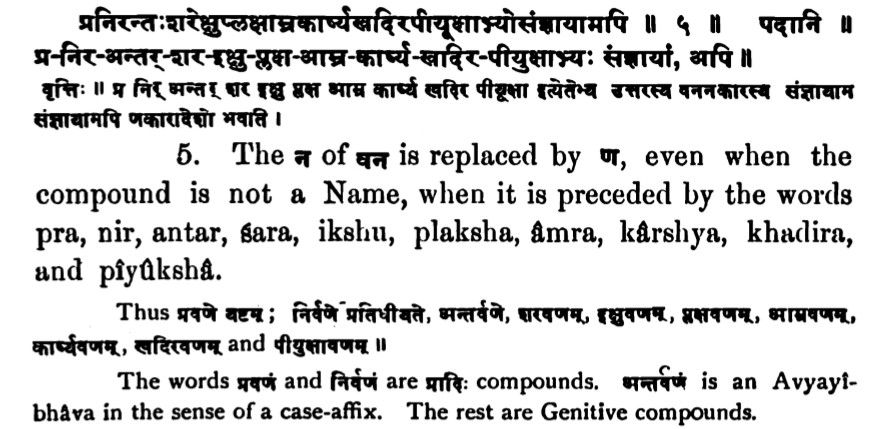 प्रनिरन्तःशरेक्षुप्लक्षाम्रकार्ष्यखदिरपीयूक्षाभ्योसंज्ञायामपि ॥ ५ ॥ पदानि ॥
प्र-निर-अन्तर्-शर-इक्षु-प्लक्ष-आम्र-कार्ष्य-खदिर-पीयुक्षाभ्यः संज्ञायां, अपि ॥
वृत्तिः ॥ प्र निर् अन्तर् शर इक्षु प्लक्ष आम्र कार्ष्य खदिर पीयूक्षा इत्येतेभ्य उत्तरस्य वननकारस्य संज्ञायाम
संज्ञायामपि णकारादेशो भवति ।
5. The न of वन is replaced by ण, even when the
compound is not a Name, when it is preceded by the words
pra, nir, antar, śara, ikshu, plaksha, âmra, kârshya, khadira,
and pîyûkshâ.
Thus प्रवणे यष्टम्; निर्वणे प्रतिधीयते, अन्तर्वणे, शरवणम्, इक्षुवणम्, प्लक्षवणम्, आम्रवणम्,
कार्ष्यवणम्, खदिरवणम् and पीयुक्षावणम् ॥
The words प्रवणं and निर्वणं are प्रादिः compounds. अन्तर्वणं is an Avyayî-
bhâva in the sense of a case-affix. The rest are Genitive compounds.